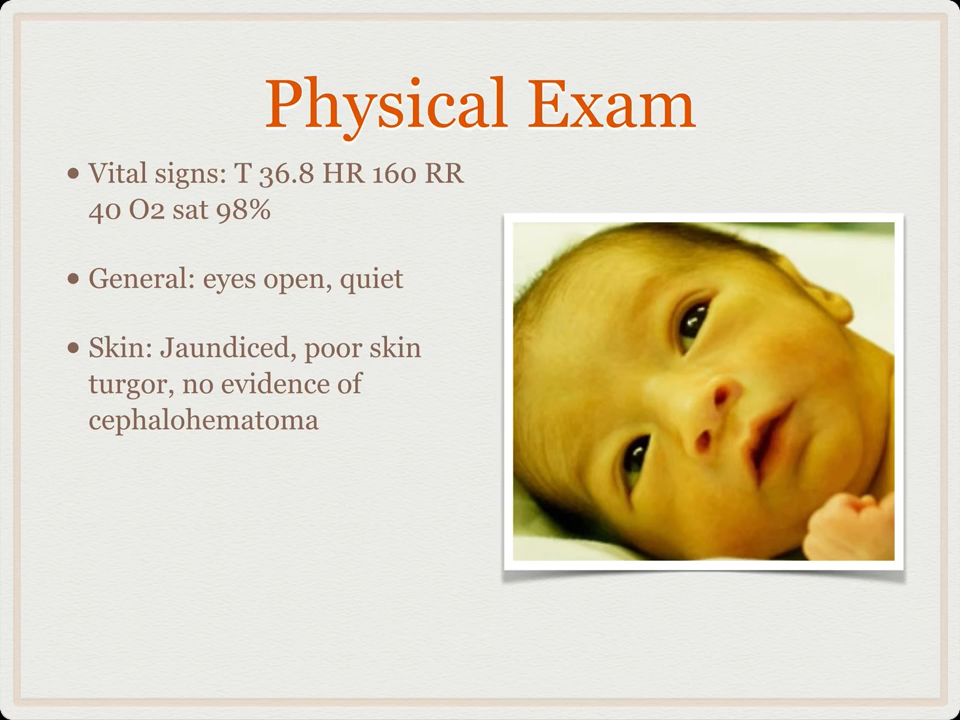 Physical Exam
• Vital signs: T 36.8 HR 160 RR
40 O2 sat 98%
• General: eyes open, quiet
• Skin: Jaundiced, poor skin
turgor, no evidence of
cephalohematoma